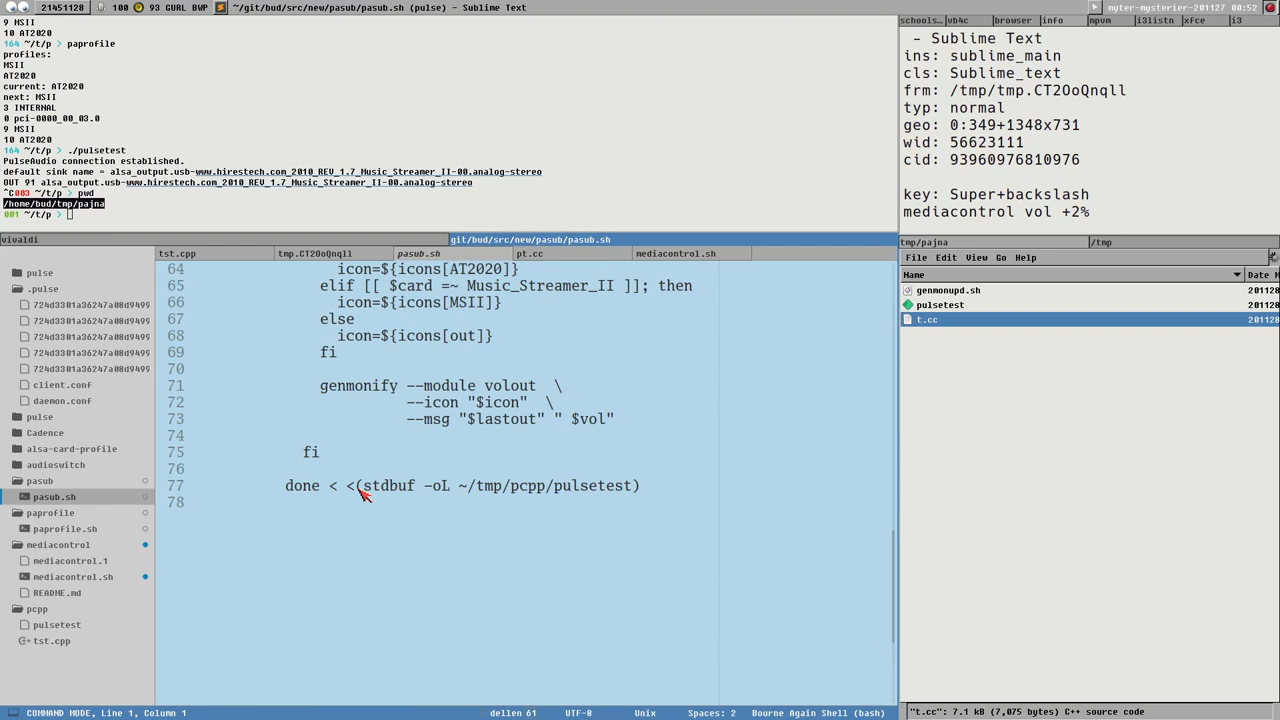 21451128 100 93 GURL BWP ~/git/bud/src/new/pasub/pasub.sh (pulse) - Sublime Text
myter-mysterier-201127 00:52
9 MSII
10 AT2020
164 ~/t/p > paprofile
profiles:
MSII
AT2020
current: AT2020
next: MSII
3 INTERNAL
0 pci-0000_00_03.0
9 MSII
10 AT2020
164 ~/t/p > ./pulsetest
PulseAudio connection established.
default sink name = alsa_output.usb-www.hirestech.com_2010_REV_1.7_Music_Streamer_II-00.analog-stereo
OUT 91 alsa_output.usb-www.hirestech.com_2010_REV_1.7_Music_Streamer_II-00.analog-stereo
^C003 ~/t/p > pwd
/home/bud/tmp/pajna
001 ~/t/p >
schools… vb4c browser info mpvm i3listn xfce i3
- Sublime Text
ins: sublime_main
cls: Sublime_text
frm: /tmp/tmp.CT2OoQnqll
typ: normal
geo: 0:349+1348x731
wid: 56623111
cid: 93960976810976
key: Super+backslash
mediacontrol vol +2%
vivaldi
git/bud/src/new/pasub/pasub.sh
pulse
.pulse
724d3301a36247a08d9499
724d3301a36247a08d9499
724d3301a36247a08d9499
724d3301a36247a08d9499
724d3301a36247a08d9499
client.conf
daemon.conf
pulse
Cadence
alsa-card-profile
audioswitch
pasub
pasub.sh
paprofile
paprofile.sh
mediacontrol
mediacontrol.1
mediacontrol.sh
README.md
pcpp
pulsetest
tst.cpp
tst.cpp tmp.CT2OoQnqll pasub.sh pt.cc mediacontrol.sh
64 icon=${icons[AT2020]}
65 elif [[ $card =~ Music_Streamer_II ]]; then
66 icon=${icons[MSII]}
67 else
68 icon=${icons[out]}
69 fi
70
71 genmonify --module volout \
72 --icon "$icon" \
73 --msg "$lastout" " $vol"
74
75 fi
76
77 done < <(stdbuf -oL ~/tmp/pcpp/pulsetest)
78
COMMAND MODE, Line 1, Column 1 dellen 61 UTF-8 Unix Spaces: 2 Bourne Again Shell (bash)
tmp/pajna /tmp
File Edit View Go Help
Name Date M
genmonupd.sh 201128
pulsetest 201128
t.cc 201128
"t.cc": 7.1 kB (7,075 bytes) C++ source code